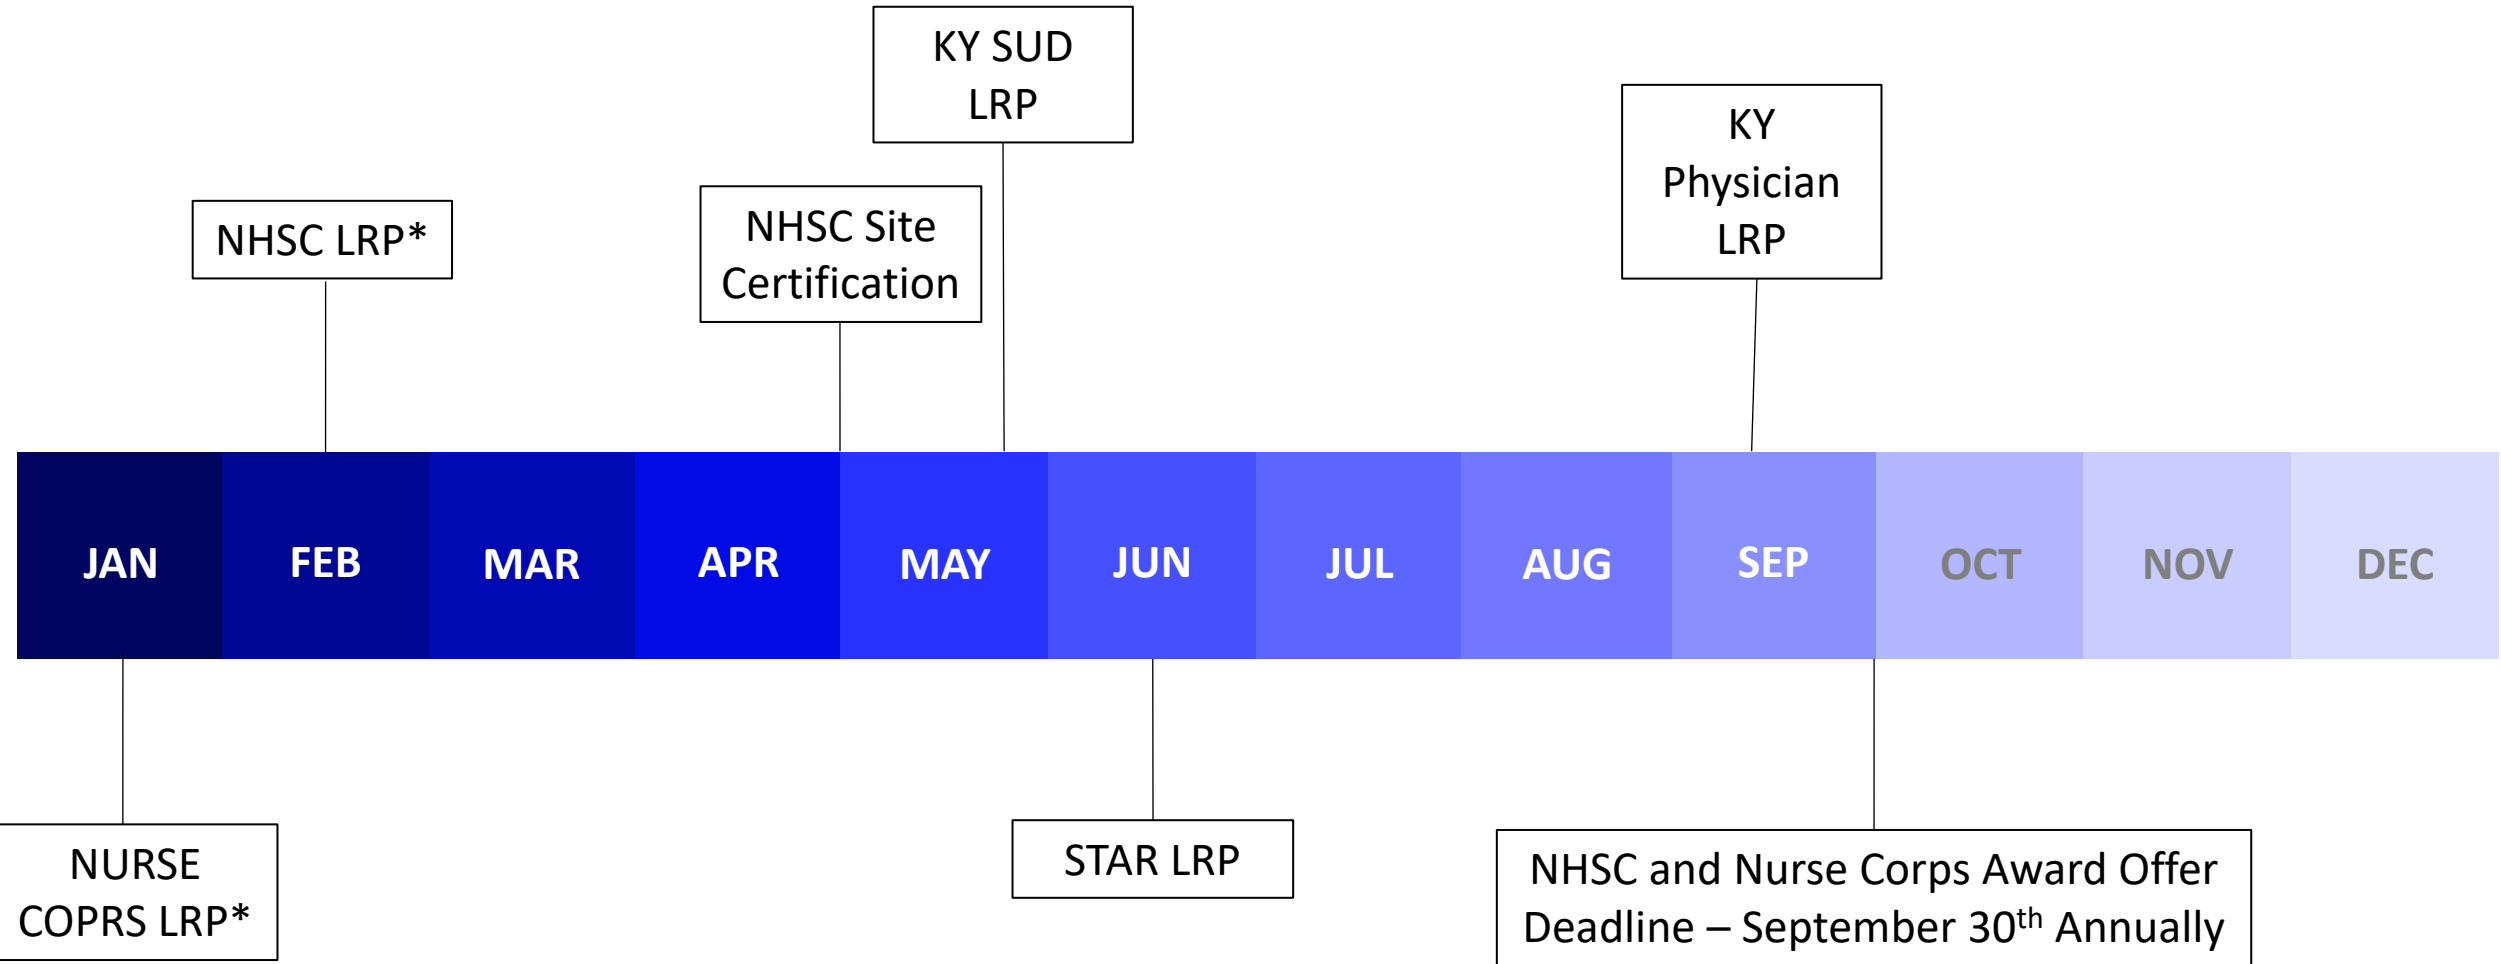 KY SUD
LRP
KY
Physician
LRP
NHSC LRP*
NHSC Site
Certification
JAN
FEB
MAR
APR
MAY
JUN
JUL
AUG
SEP
OCT
NOV
DEC
NURSE
COPRS LRP*
STAR LRP
NHSC and Nurse Corps Award Offer
Deadline – September 30th Annually